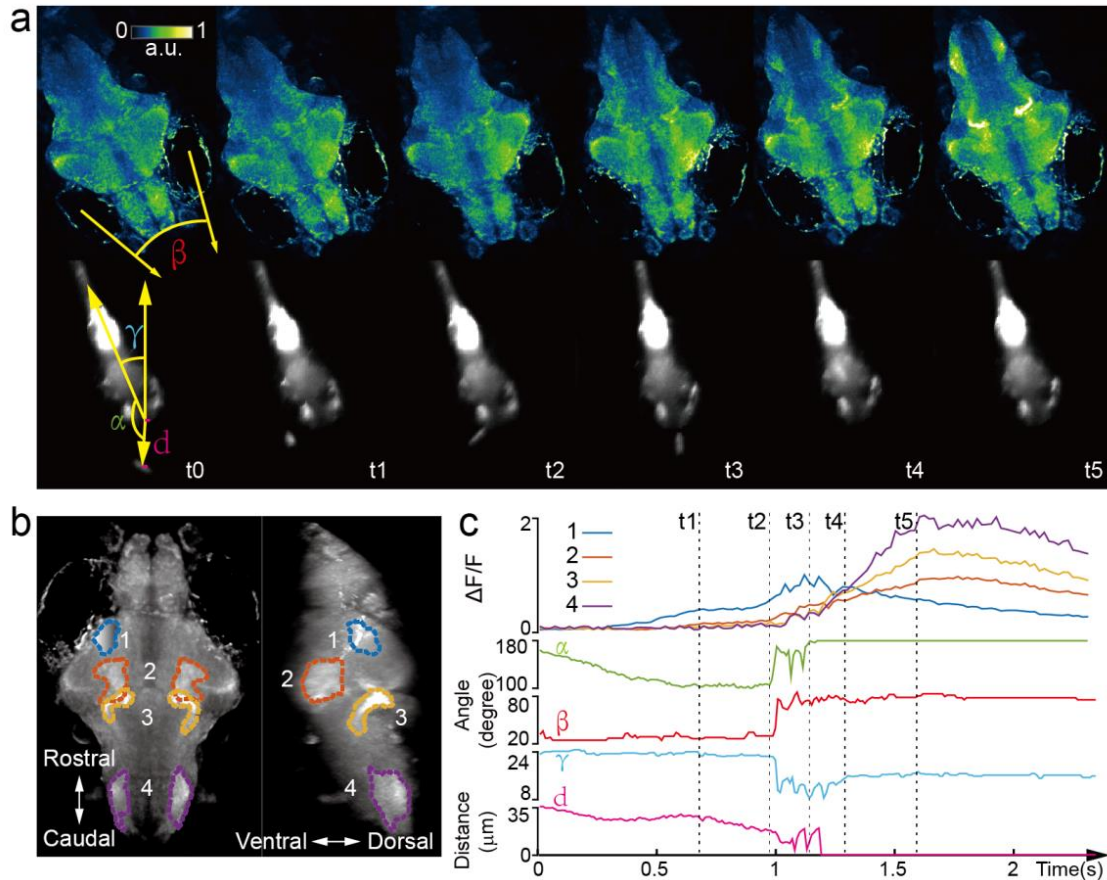 a
0 1
a.u.
β
γ
α
d
t0 t1 t2 t3 t4 t5
b
1
2
3
4
Rostral
Caudal
1
2
3
4
Ventral Dorsal
c
t1 t2 t3 t4 t5
2
ΔF/F
0
1
2
3
4
180
α
100
Angle
(degree)
80
β
20
24
γ
8
Distance
(μm)
35
d
0
0 0.5 1 1.5 2 Time(s)